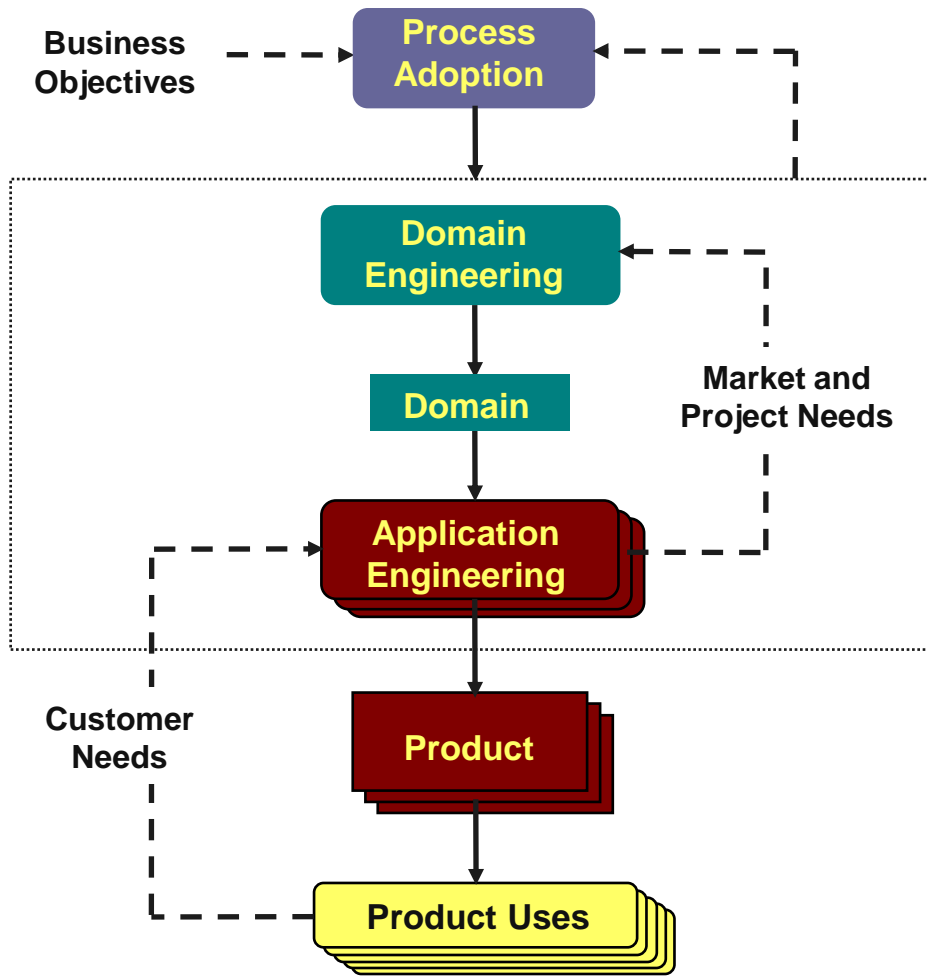 Business
Objectives
Process
Adoption
Domain
Engineering
Domain
Market and
Project Needs
Application
Engineering
Customer
Needs
Product
Product Uses